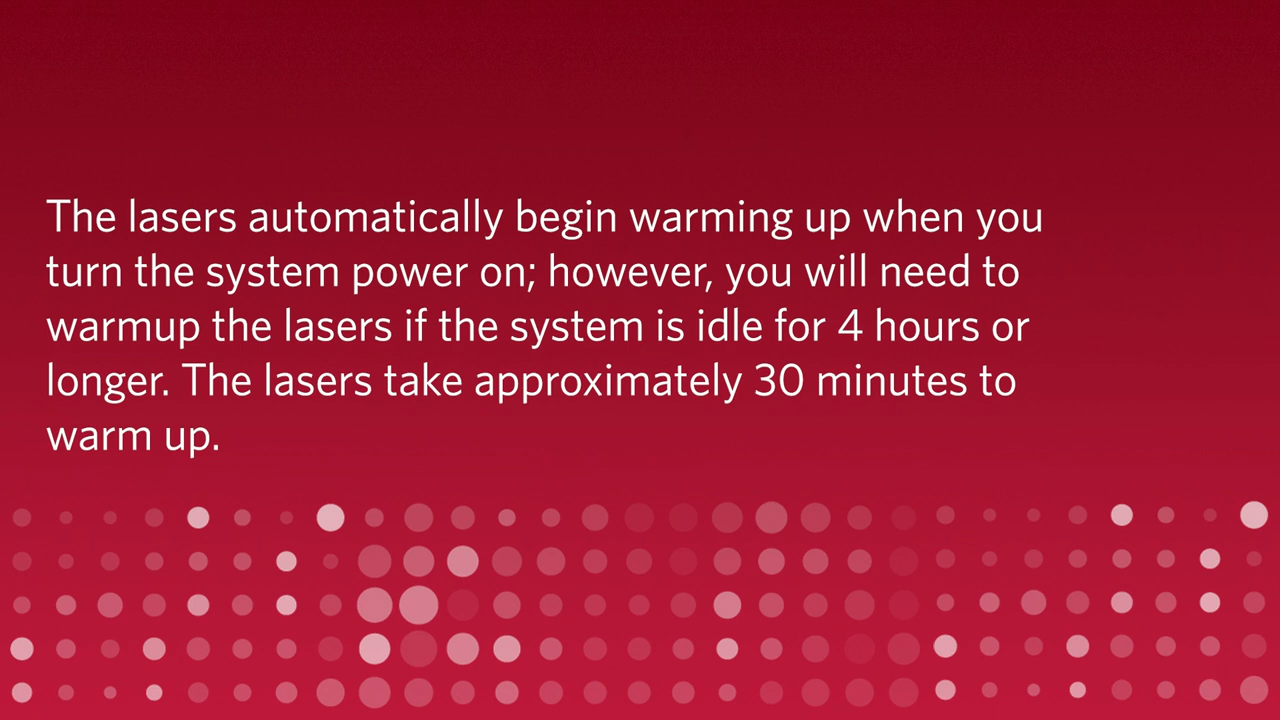 The lasers automatically begin warming up when you
turn the system power on; however, you will need to
warmup the lasers if the system is idle for 4 hours or
longer. The lasers take approximately 30 minutes to
warm up.